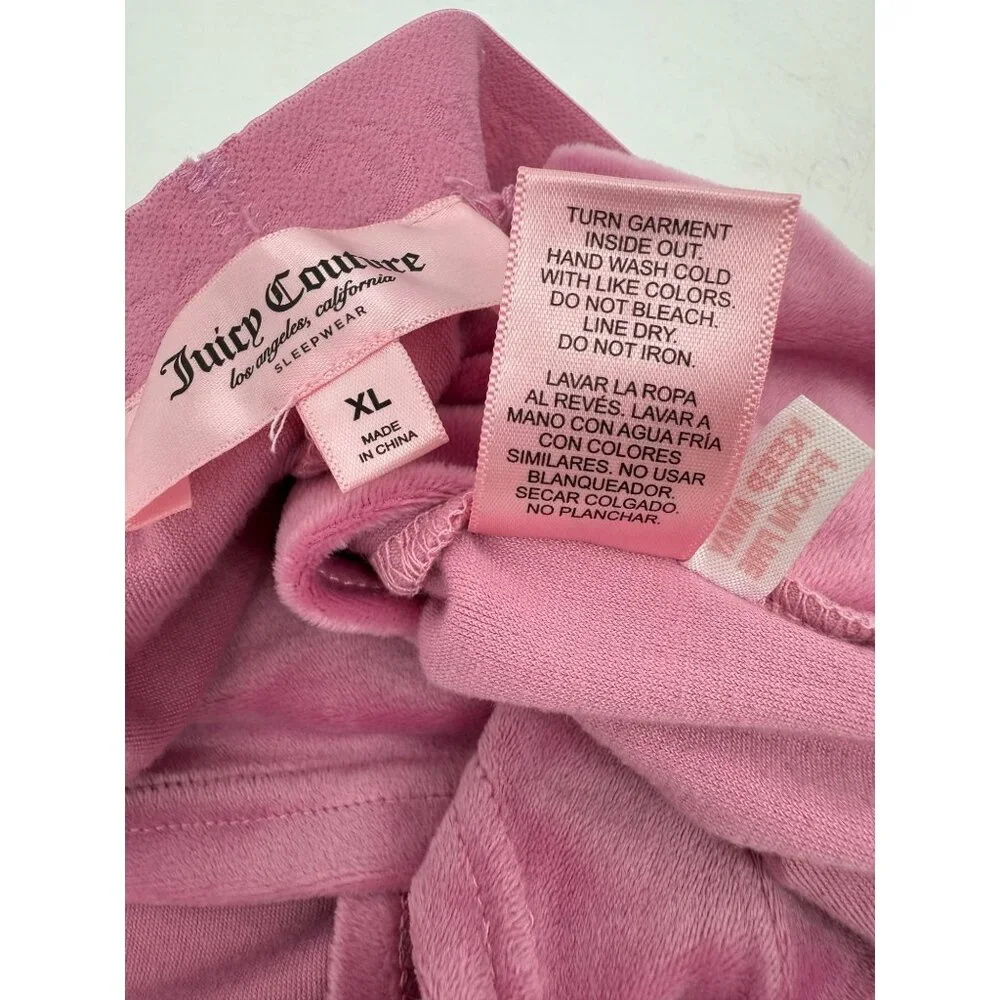 Juicy Couture
los angeles, california
SLEEPWEAR
XL
MADE
IN CHINA
TURN GARMENT
INSIDE OUT.
HAND WASH COLD
WITH LIKE COLORS.
DO NOT BLEACH.
LINE DRY.
DO NOT IRON.
LAVAR LA ROPA
AL REVÉS. LAVAR A
MANO CON AGUA FRÍA
CON COLORES
SIMILARES. NO USAR
BLANQUEADOR.
SECAR COLGADO.
NO PLANCHAR.